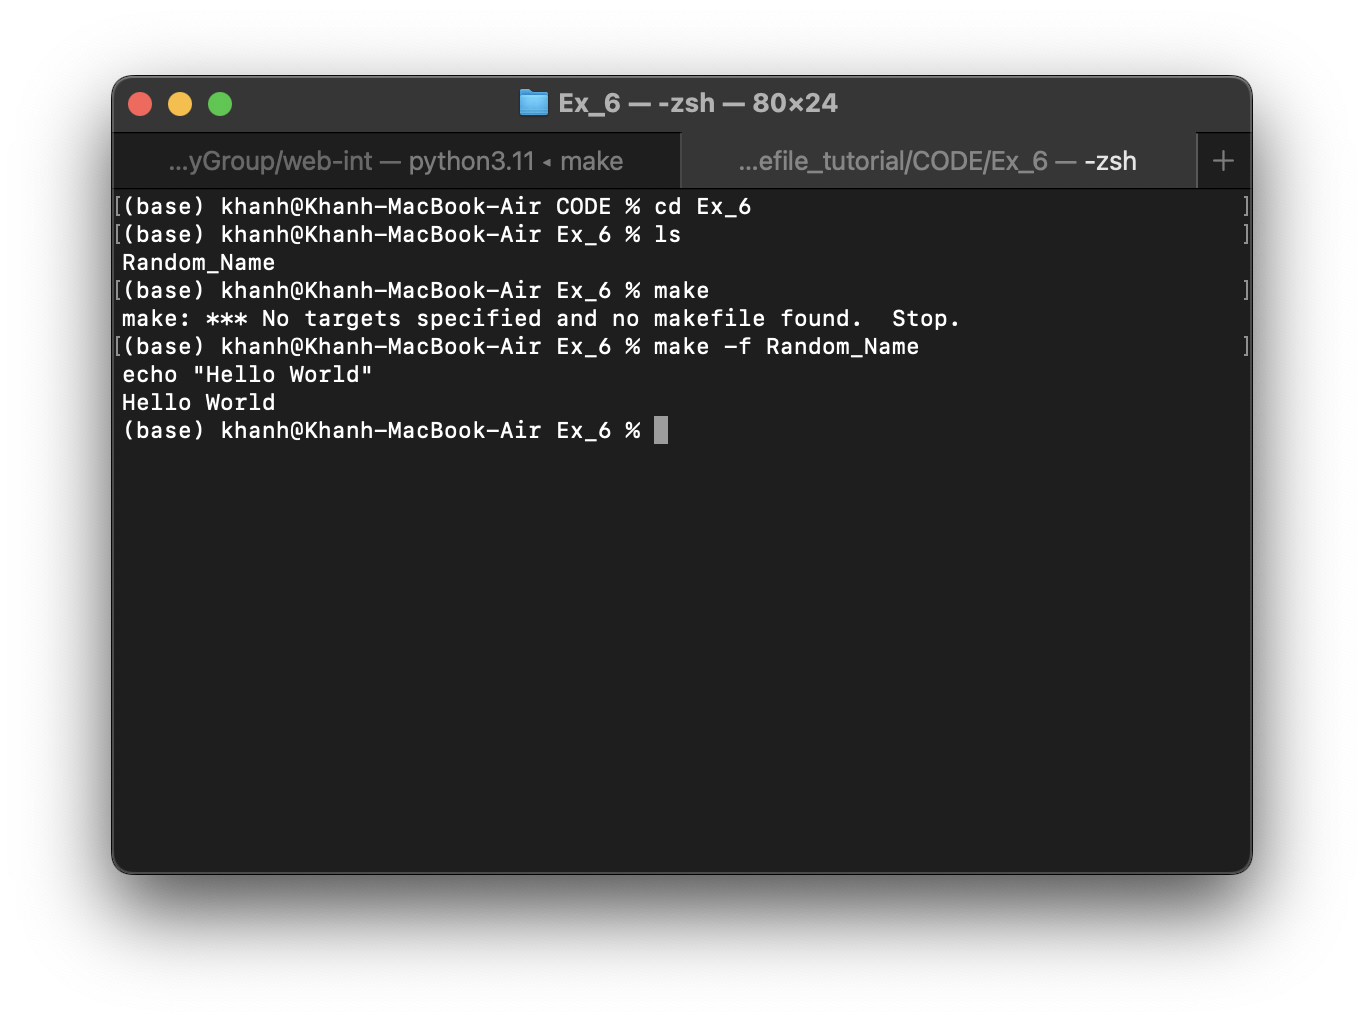 Ex_6 — -zsh — 80×24
...yGroup/web-int — python3.11 ◂ make
...efile_tutorial/CODE/Ex_6 — -zsh
+
[(base) khanh@Khanh-MacBook-Air CODE % cd Ex_6 ]
[(base) khanh@Khanh-MacBook-Air Ex_6 % ls ]
Random_Name
[(base) khanh@Khanh-MacBook-Air Ex_6 % make ]
make: *** No targets specified and no makefile found.  Stop.
[(base) khanh@Khanh-MacBook-Air Ex_6 % make -f Random_Name ]
echo "Hello World"
Hello World
(base) khanh@Khanh-MacBook-Air Ex_6 %